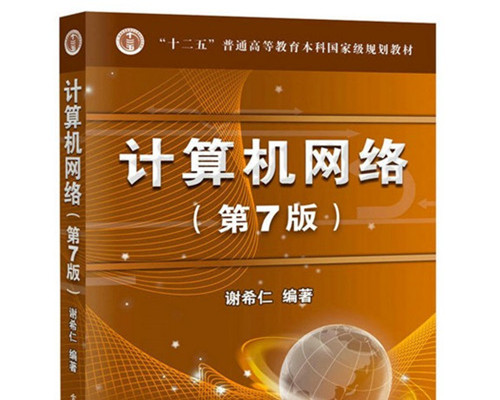 “十二五”普通高等教育本科国家级规划教材
计算机网络
（第7版）
谢希仁 编著
计算机网络（第7版）
谢希仁 编著